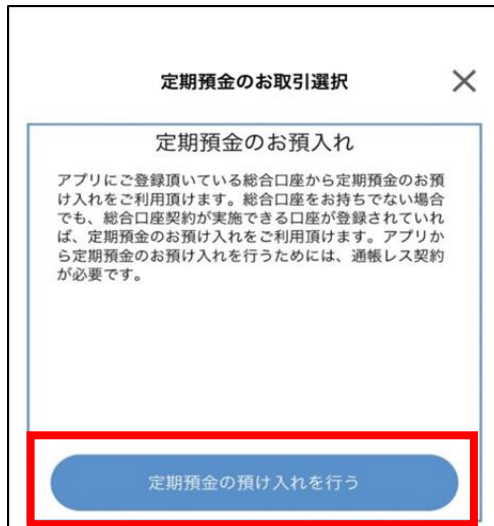 定期預金のお取引選択
定期預金のお預入れ
アプリにご登録頂いている総合口座から定期預金のお預
け入れをご利用頂けます。総合口座をお持ちでない場合
でも、総合口座契約が実施できる口座が登録されていれ
ば、定期預金のお預け入れをご利用頂けます。アプリか
ら定期預金のお預け入れを行うためには、通帳レス契約
が必要です。
定期預金の預け入れを行う